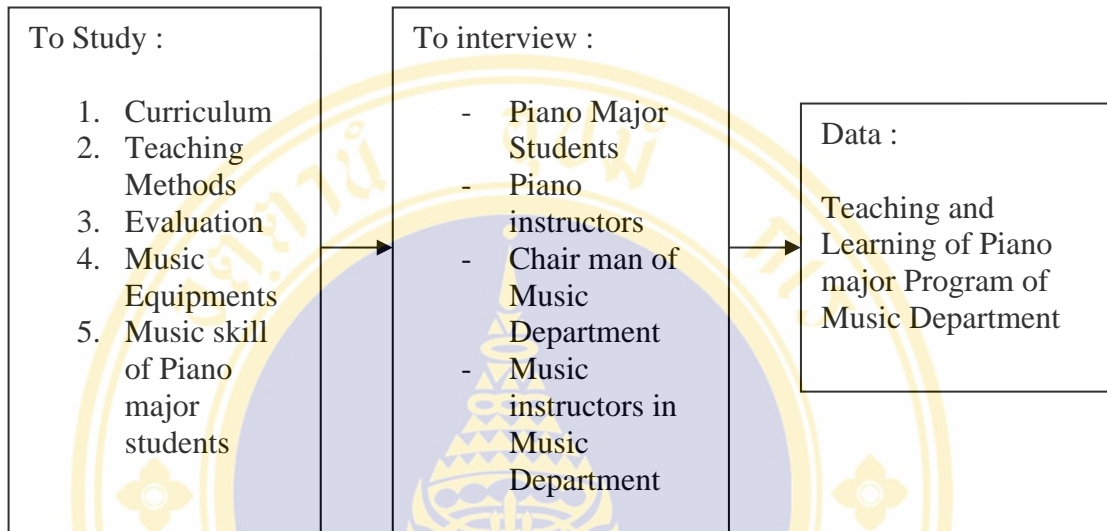 To Study :
1. Curriculum
2. Teaching
Methods
3. Evaluation
4. Music
Equipments
5. Music skill
of Piano
major
students
To interview :
- Piano Major
Students
- Piano
instructors
- Chair man of
Music
Department
- Music
instructors in
Music
Department
Data :
Teaching and
Learning of Piano
major Program of
Music Department